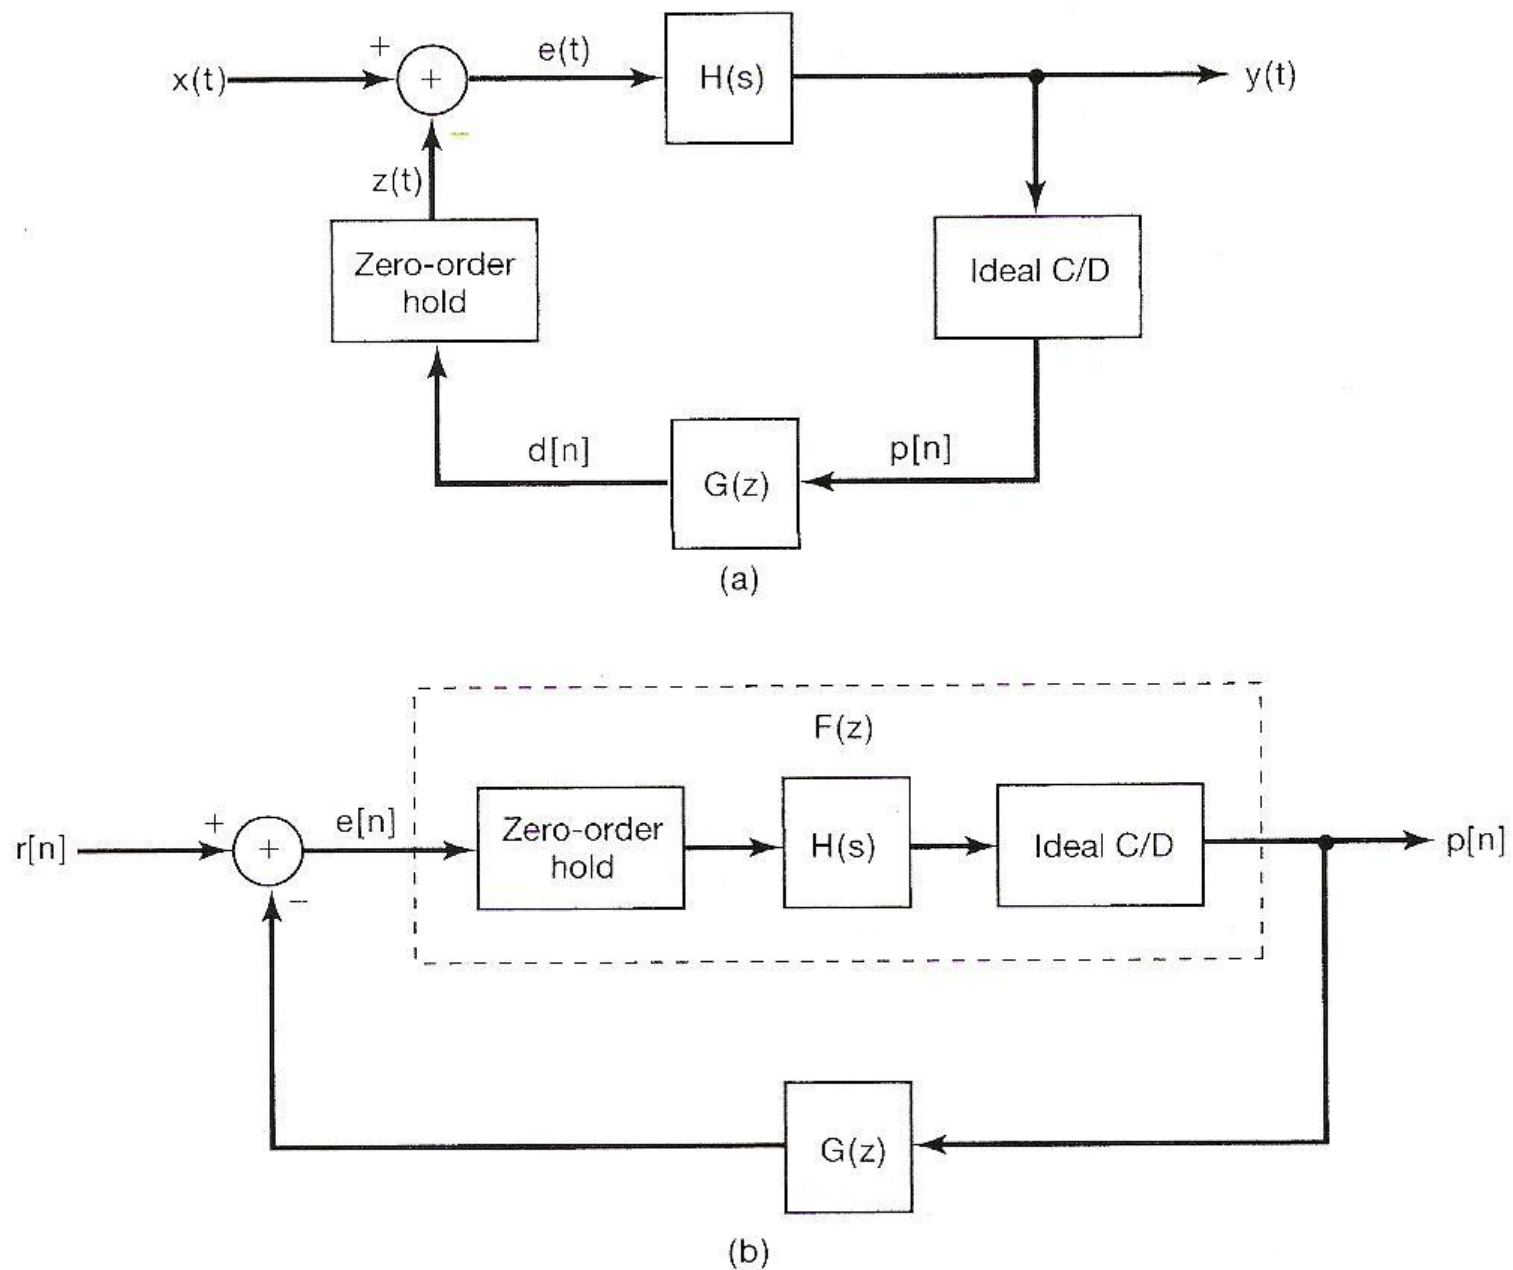 x(t)
+
+
−
e(t)
H(s)
y(t)
z(t)
Zero-order
hold
Ideal C/D
d[n]
G(z)
p[n]
(a)
F(z)
r[n]
+
+
−
e[n]
Zero-order
hold
H(s)
Ideal C/D
p[n]
G(z)
(b)